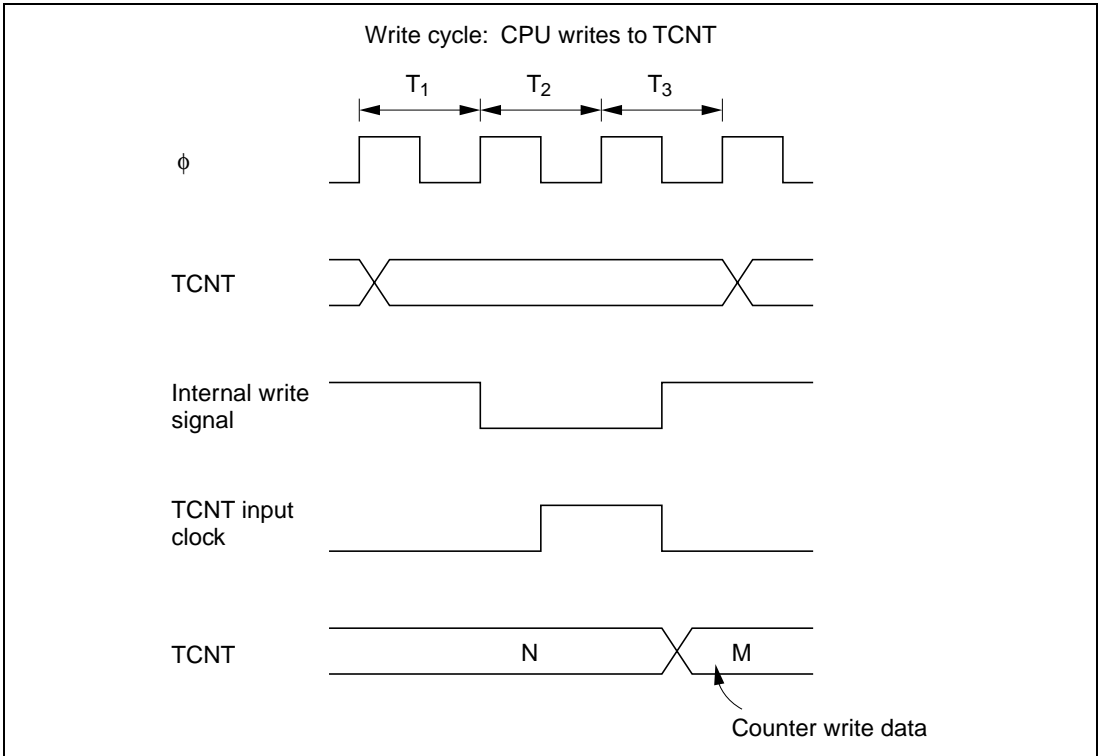 Write cycle: CPU writes to TCNT
T1 T2 T3
ϕ
TCNT
Internal write
signal
TCNT input
clock
TCNT
N M
Counter write data